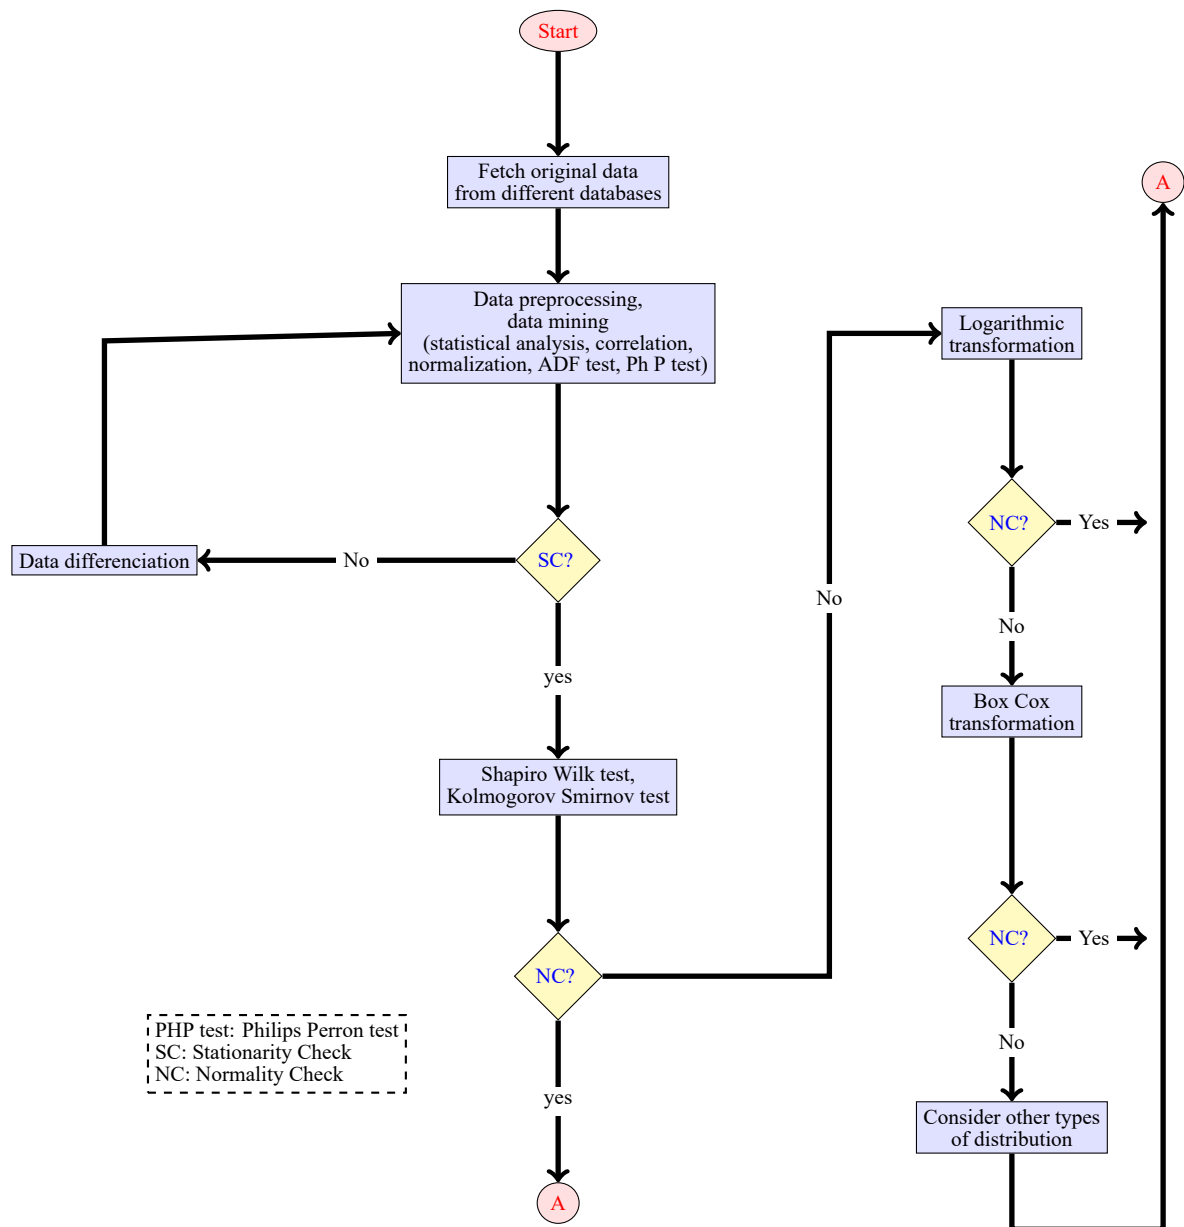 Start
Fetch original data
from different databases
Data preprocessing,
data mining
(statistical analysis, correlation,
normalization, ADF test, Ph P test)
SC?
No
Data differenciation
yes
Shapiro Wilk test,
Kolmogorov Smirnov test
NC?
yes
A
No
Logarithmic
transformation
NC?
Yes
No
Box Cox
transformation
NC?
Yes
No
Consider other types
of distribution
A
PHP test: Philips Perron test
SC: Stationarity Check
NC: Normality Check